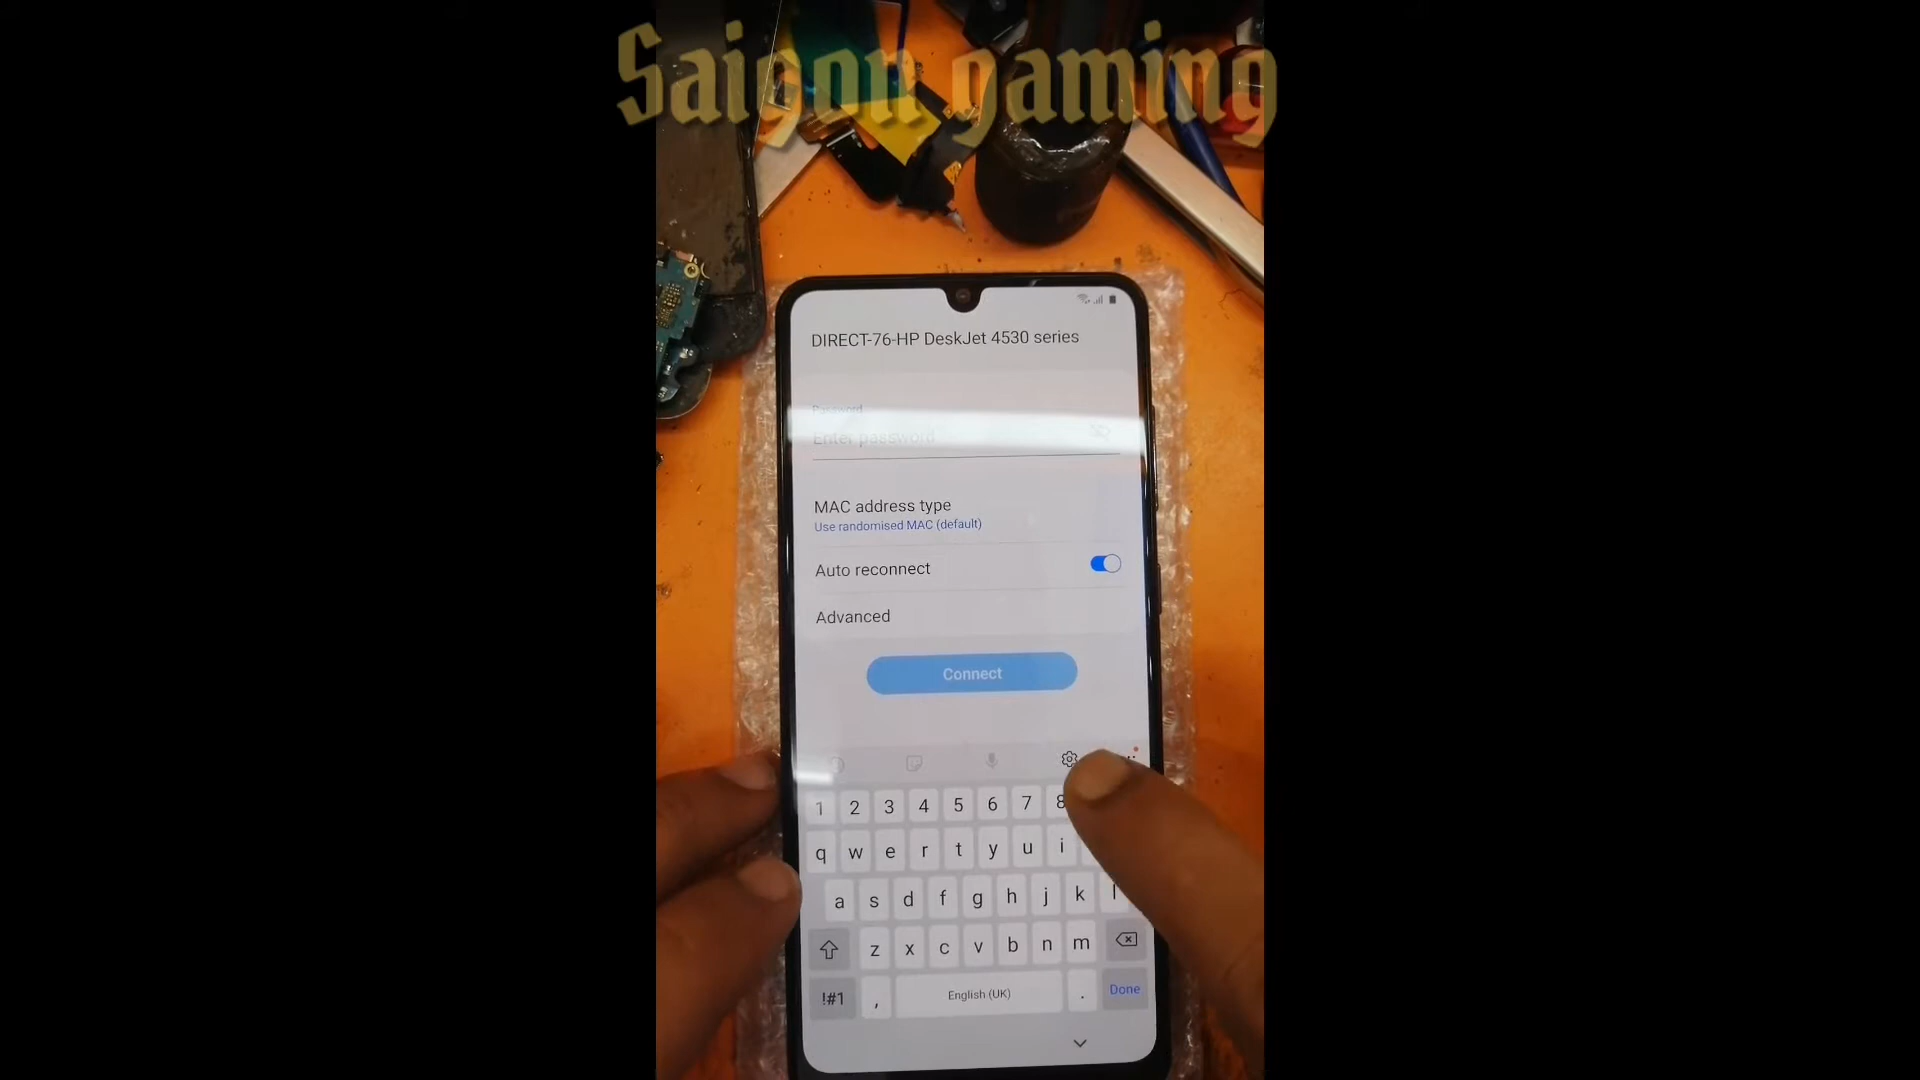 Saigon gaming
DIRECT-76-HP DeskJet 4530 series
Password
Enter password
MAC address type
Use randomised MAC (default)
Auto reconnect
Advanced
Connect
1 2 3 4 5 6 7 8
q w e r t y u i
a s d f g h j k l
z x c v b n m
!#1 , English (UK) . Done